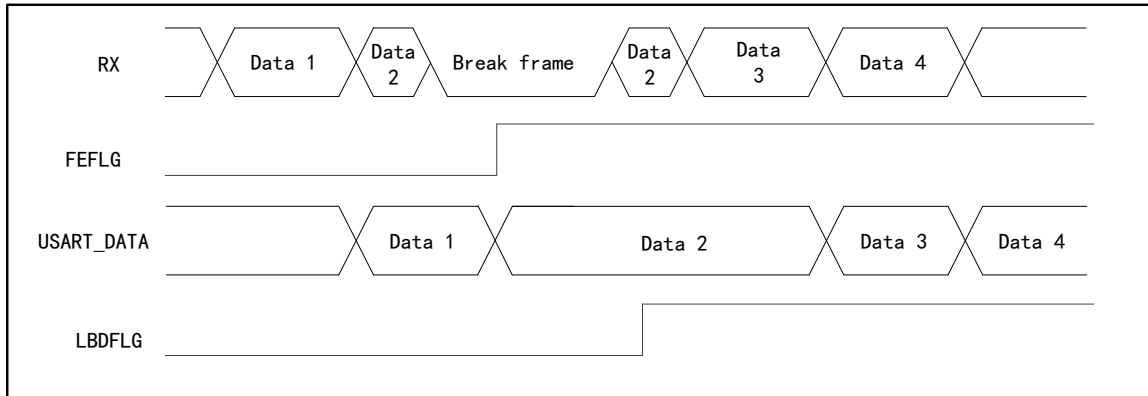 RX Data 1 Data 2 Break frame Data 2 Data 3 Data 4
FEFLG
USART_DATA Data 1 Data 2 Data 3 Data 4
LBDFLG